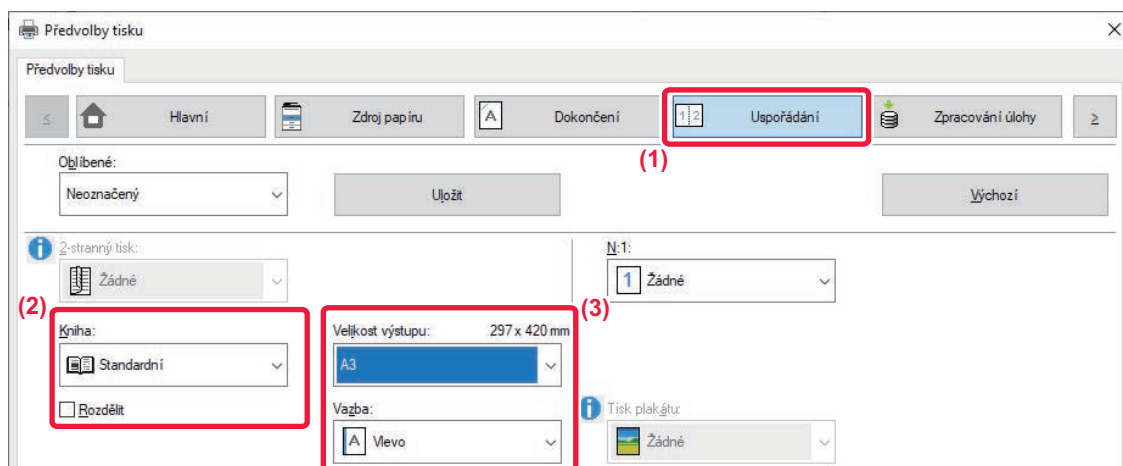 Předvolby tisku
Předvolby tisku
Hlavní
Zdroj papíru
Dokončení
Uspořádání
Zpracování úlohy
(1)
Oblíbené:
Neoznačený
Uložit
Výchozí
2-stranný tisk:
Žádné
N:1:
1 Žádné
(2)
(3)
Kniha:
Standardní
Rozdělit
Velikost výstupu: 297 x 420 mm
A3
Vazba:
Vlevo
Tisk plakátu:
Žádné